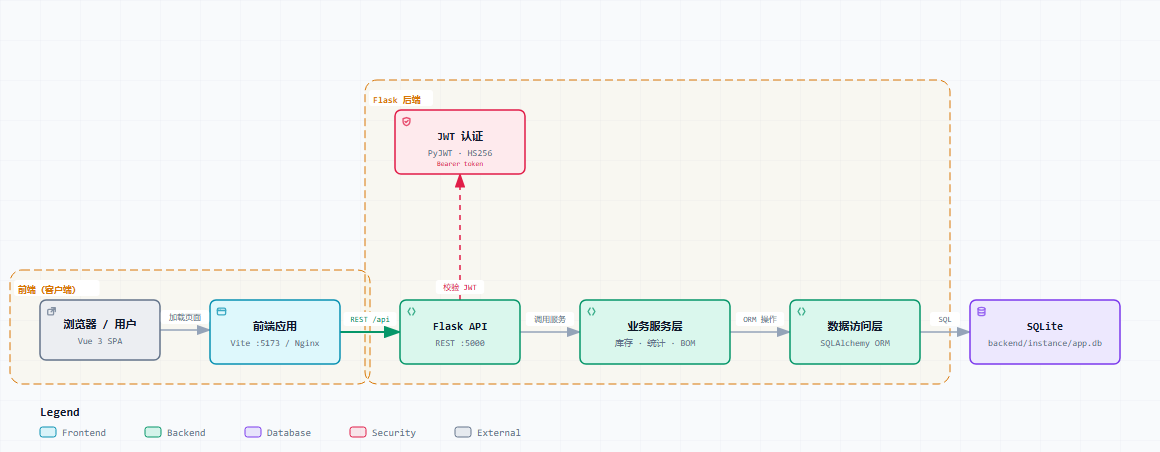 Flask 后端
JWT 认证
PyJWT · HS256
Bearer token
校验 JWT
前端（客户端）
浏览器 / 用户
Vue 3 SPA
加载页面
前端应用
Vite :5173 / Nginx
REST /api
Flask API
REST :5000
调用服务
业务服务层
库存 · 统计 · BOM
ORM 操作
数据访问层
SQLAlchemy ORM
SQL
SQLite
backend/instance/app.db
Legend
Frontend
Backend
Database
Security
External